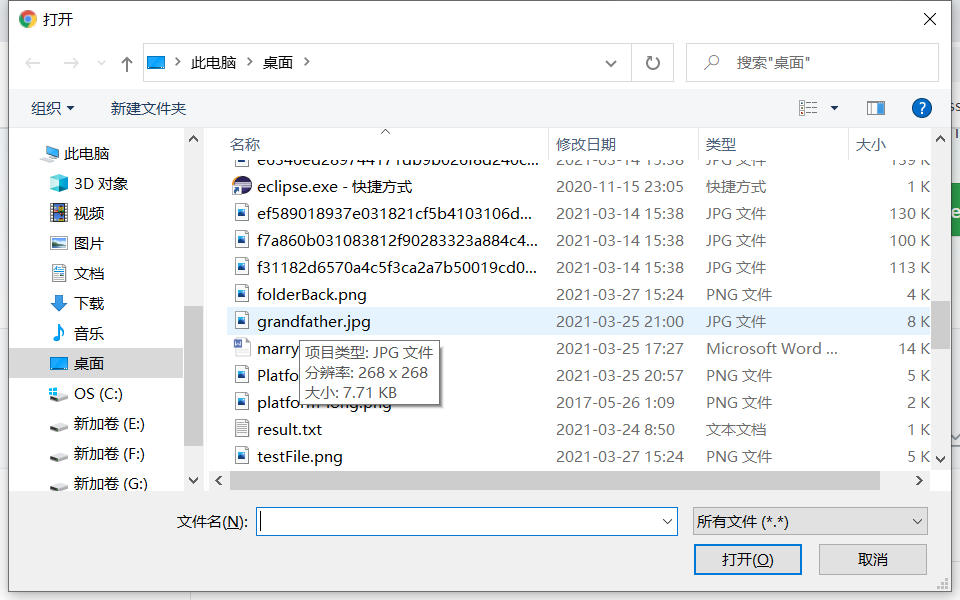 打开
此电脑 桌面
搜索"桌面"
组织 新建文件夹
名称 修改日期 类型 大小
此电脑
3D 对象
视频
图片
文档
下载
音乐
桌面
OS (C:)
新加卷 (E:)
新加卷 (F:)
新加卷 (G:)
2021-03-14 15:38 JPG 文件 139 K
eclipse.exe - 快捷方式 2020-11-15 23:05 快捷方式 1 K
ef589018937e031821cf5b4103106d... 2021-03-14 15:38 JPG 文件 130 K
f7a860b031083812f90283323a884c4... 2021-03-14 15:38 JPG 文件 100 K
f31182d6570a4c5f3ca2a7b50019cd0... 2021-03-14 15:38 JPG 文件 113 K
folderBack.png 2021-03-27 15:24 PNG 文件 4 K
grandfather.jpg 2021-03-25 21:00 JPG 文件 8 K
marry 2021-03-25 17:27 Microsoft Word ... 14 K
Platfo 2021-03-25 20:57 PNG 文件 5 K
2017-05-26 1:09 PNG 文件 2 K
result.txt 2021-03-24 8:50 文本文档 1 K
testFile.png 2021-03-27 15:24 PNG 文件 5 K
项目类型: JPG 文件
分辨率: 268 x 268
大小: 7.71 KB
文件名(N): 所有文件 (*.*)
打开(O) 取消